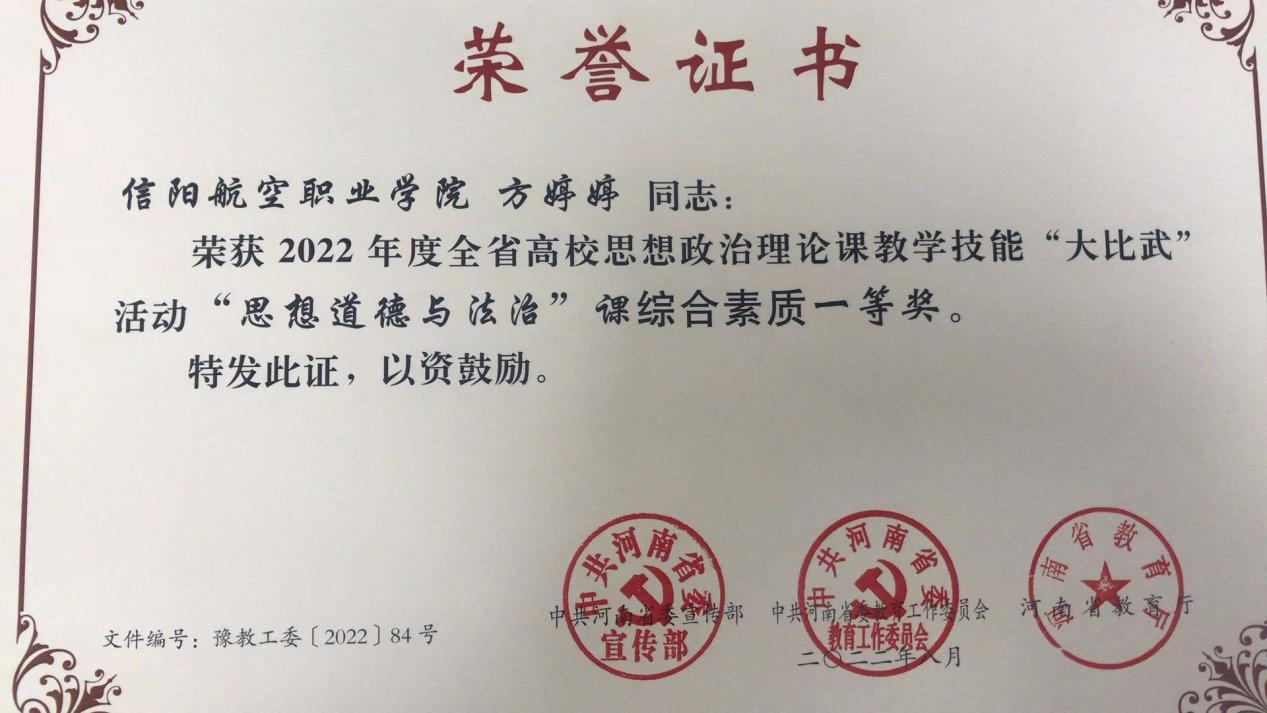 荣誉证书
信阳航空职业学院 方婷婷 同志：
荣获 2022 年度全省高校思想政治理论课教学技能“大比武”
活动“思想道德与法治”课综合素质一等奖。
特发此证，以资鼓励。
中共河南省委
宣传部
中共河南省委
教育工作委员会
河南省教育厅
中共河南省委宣传部 中共河南省委教育工作委员会 河南省教育厅
文件编号：豫教工委〔2022〕84 号
二〇二二年八月